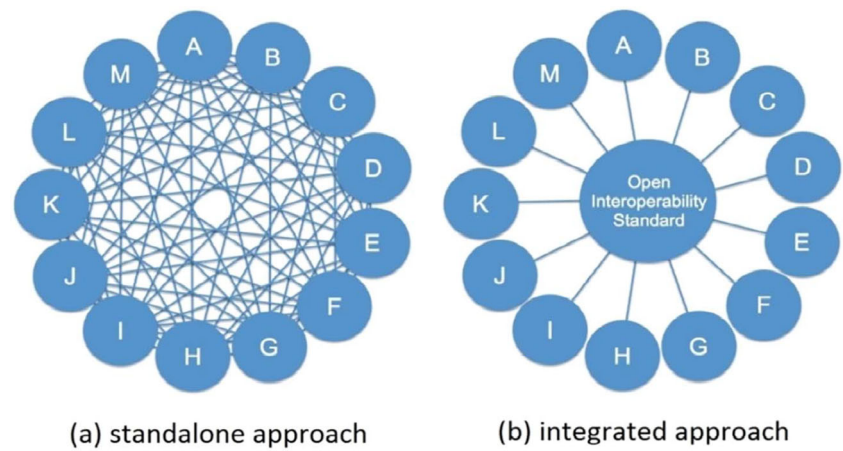 A
B
C
D
E
F
G
H
I
J
K
L
M
(a) standalone approach
A
B
C
D
E
F
G
H
I
J
K
L
M
Open
Interoperability
Standard
(b) integrated approach